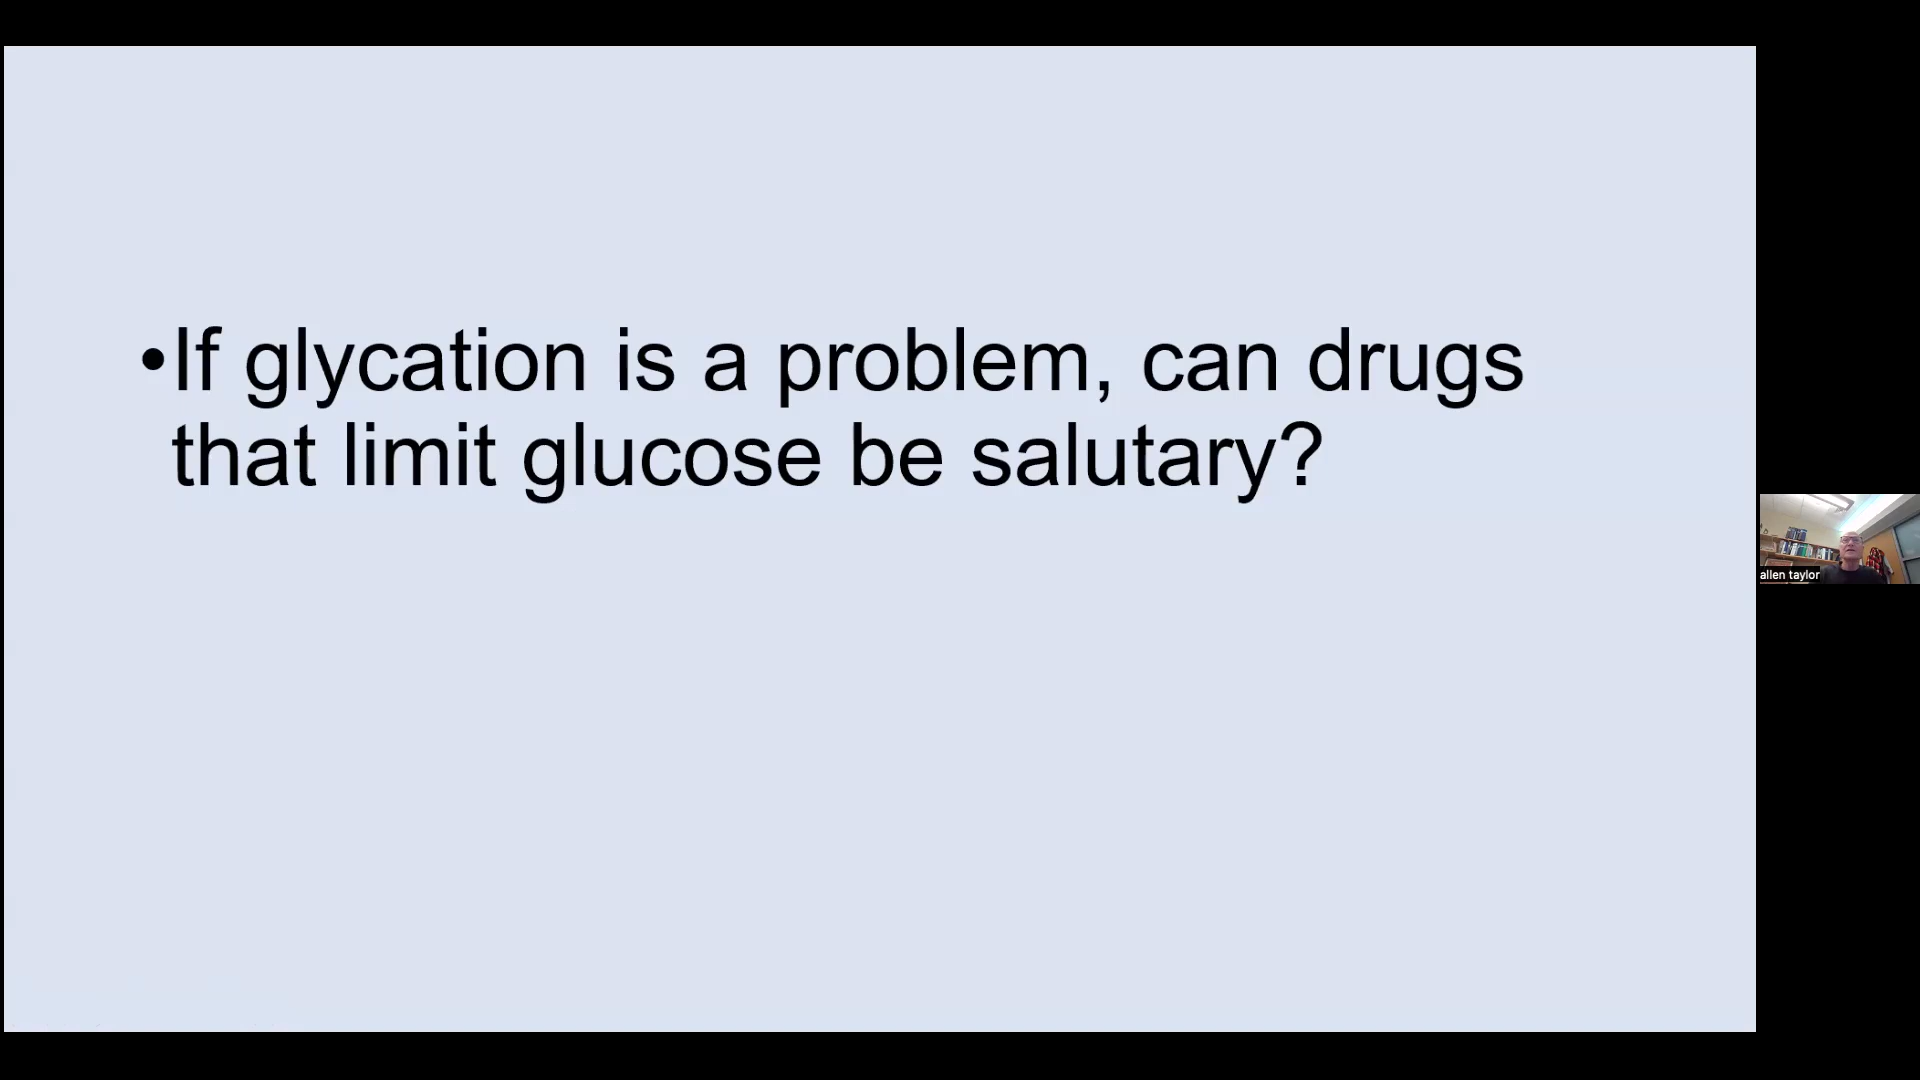 •If glycation is a problem, can drugs
that limit glucose be salutary?
allen taylor